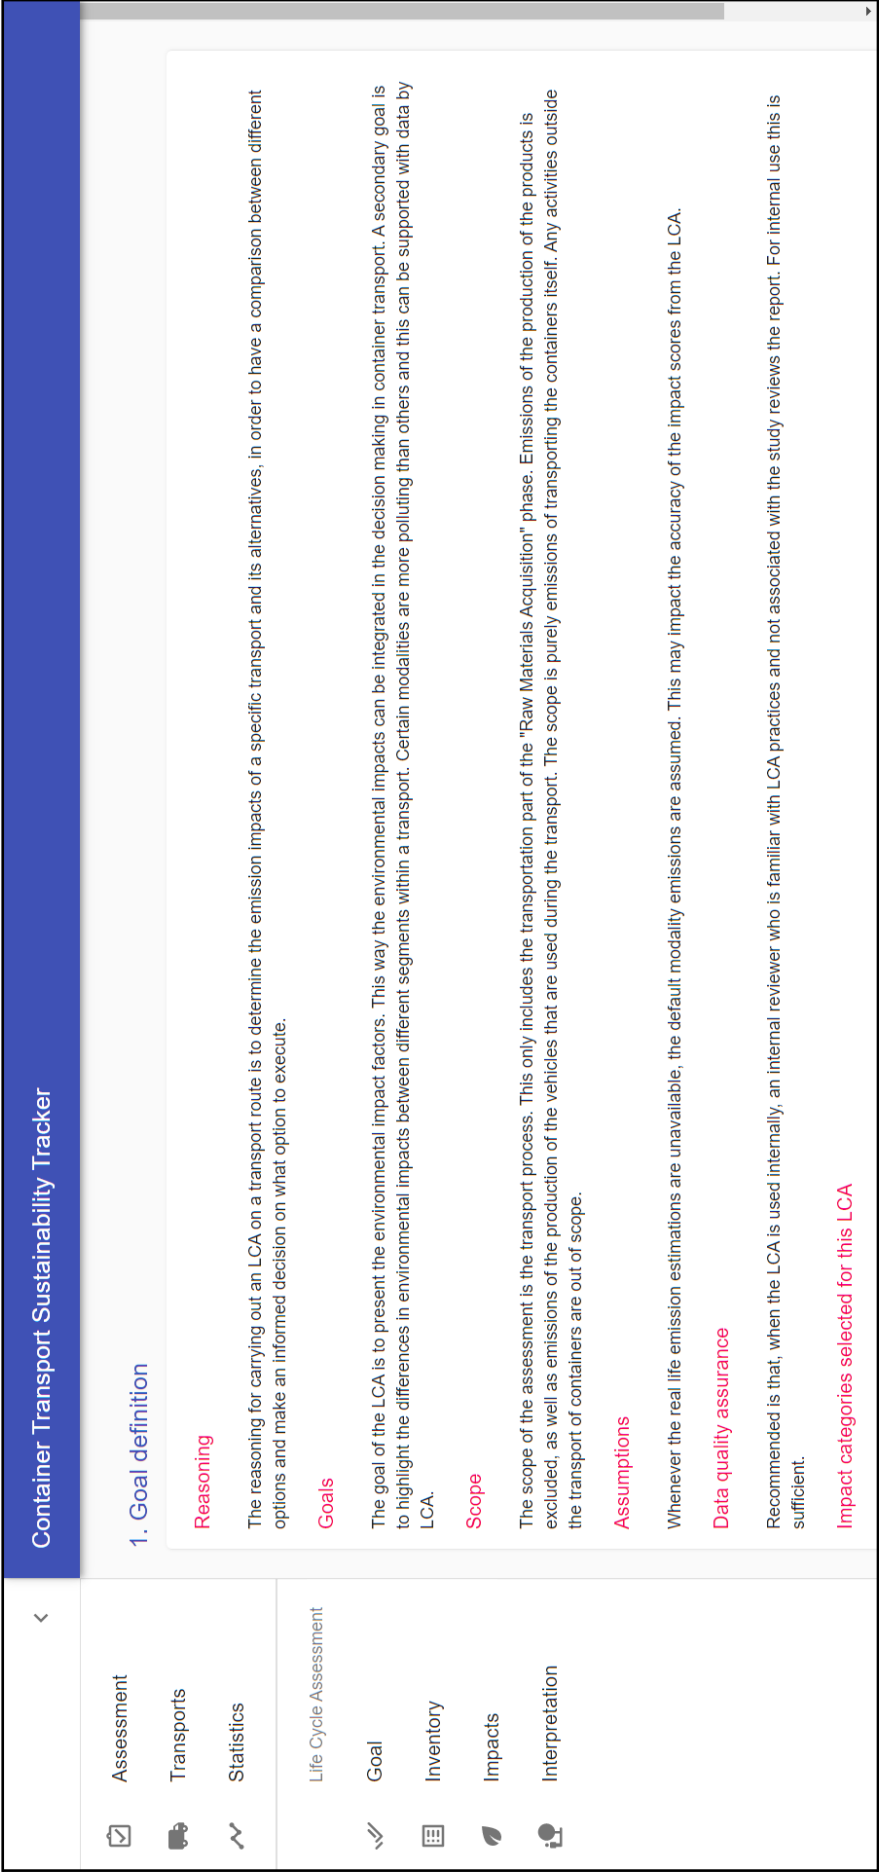 Container Transport Sustainability Tracker
Assessment
Transports
Statistics
Life Cycle Assessment
Goal
Inventory
Impacts
Interpretation
1. Goal definition
Reasoning
The reasoning for carrying out an LCA on a transport route is to determine the emission impacts of a specific transport and its alternatives, in order to have a comparison between different
options and make an informed decision on what option to execute.
Goals
The goal of the LCA is to present the environmental impact factors. This way the environmental impacts can be integrated in the decision making in container transport. A secondary goal is
to highlight the differences in environmental impacts between different segments within a transport. Certain modalities are more polluting than others and this can be supported with data by
LCA.
Scope
The scope of the assessment is the transport process. This only includes the transportation part of the "Raw Materials Acquisition" phase. Emissions of the production of the products is
excluded, as well as emissions of the production of the vehicles that are used during the transport. The scope is purely emissions of transporting the containers itself. Any activities outside
the transport of containers are out of scope.
Assumptions
Whenever the real life emission estimations are unavailable, the default modality emissions are assumed. This may impact the accuracy of the impact scores from the LCA.
Data quality assurance
Recommended is that, when the LCA is used internally, an internal reviewer who is familiar with LCA practices and not associated with the study reviews the report. For internal use this is
sufficient.
Impact categories selected for this LCA